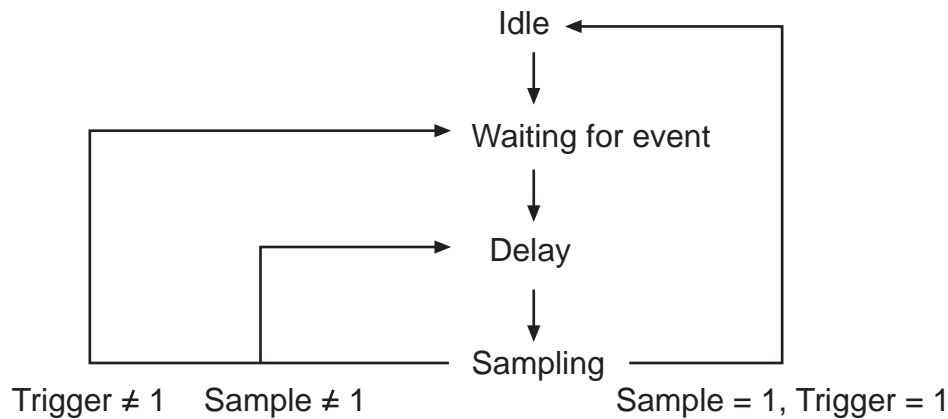 Idle
Waiting for event
Delay
Sampling
Trigger ≠ 1 Sample ≠ 1 Sample = 1, Trigger = 1